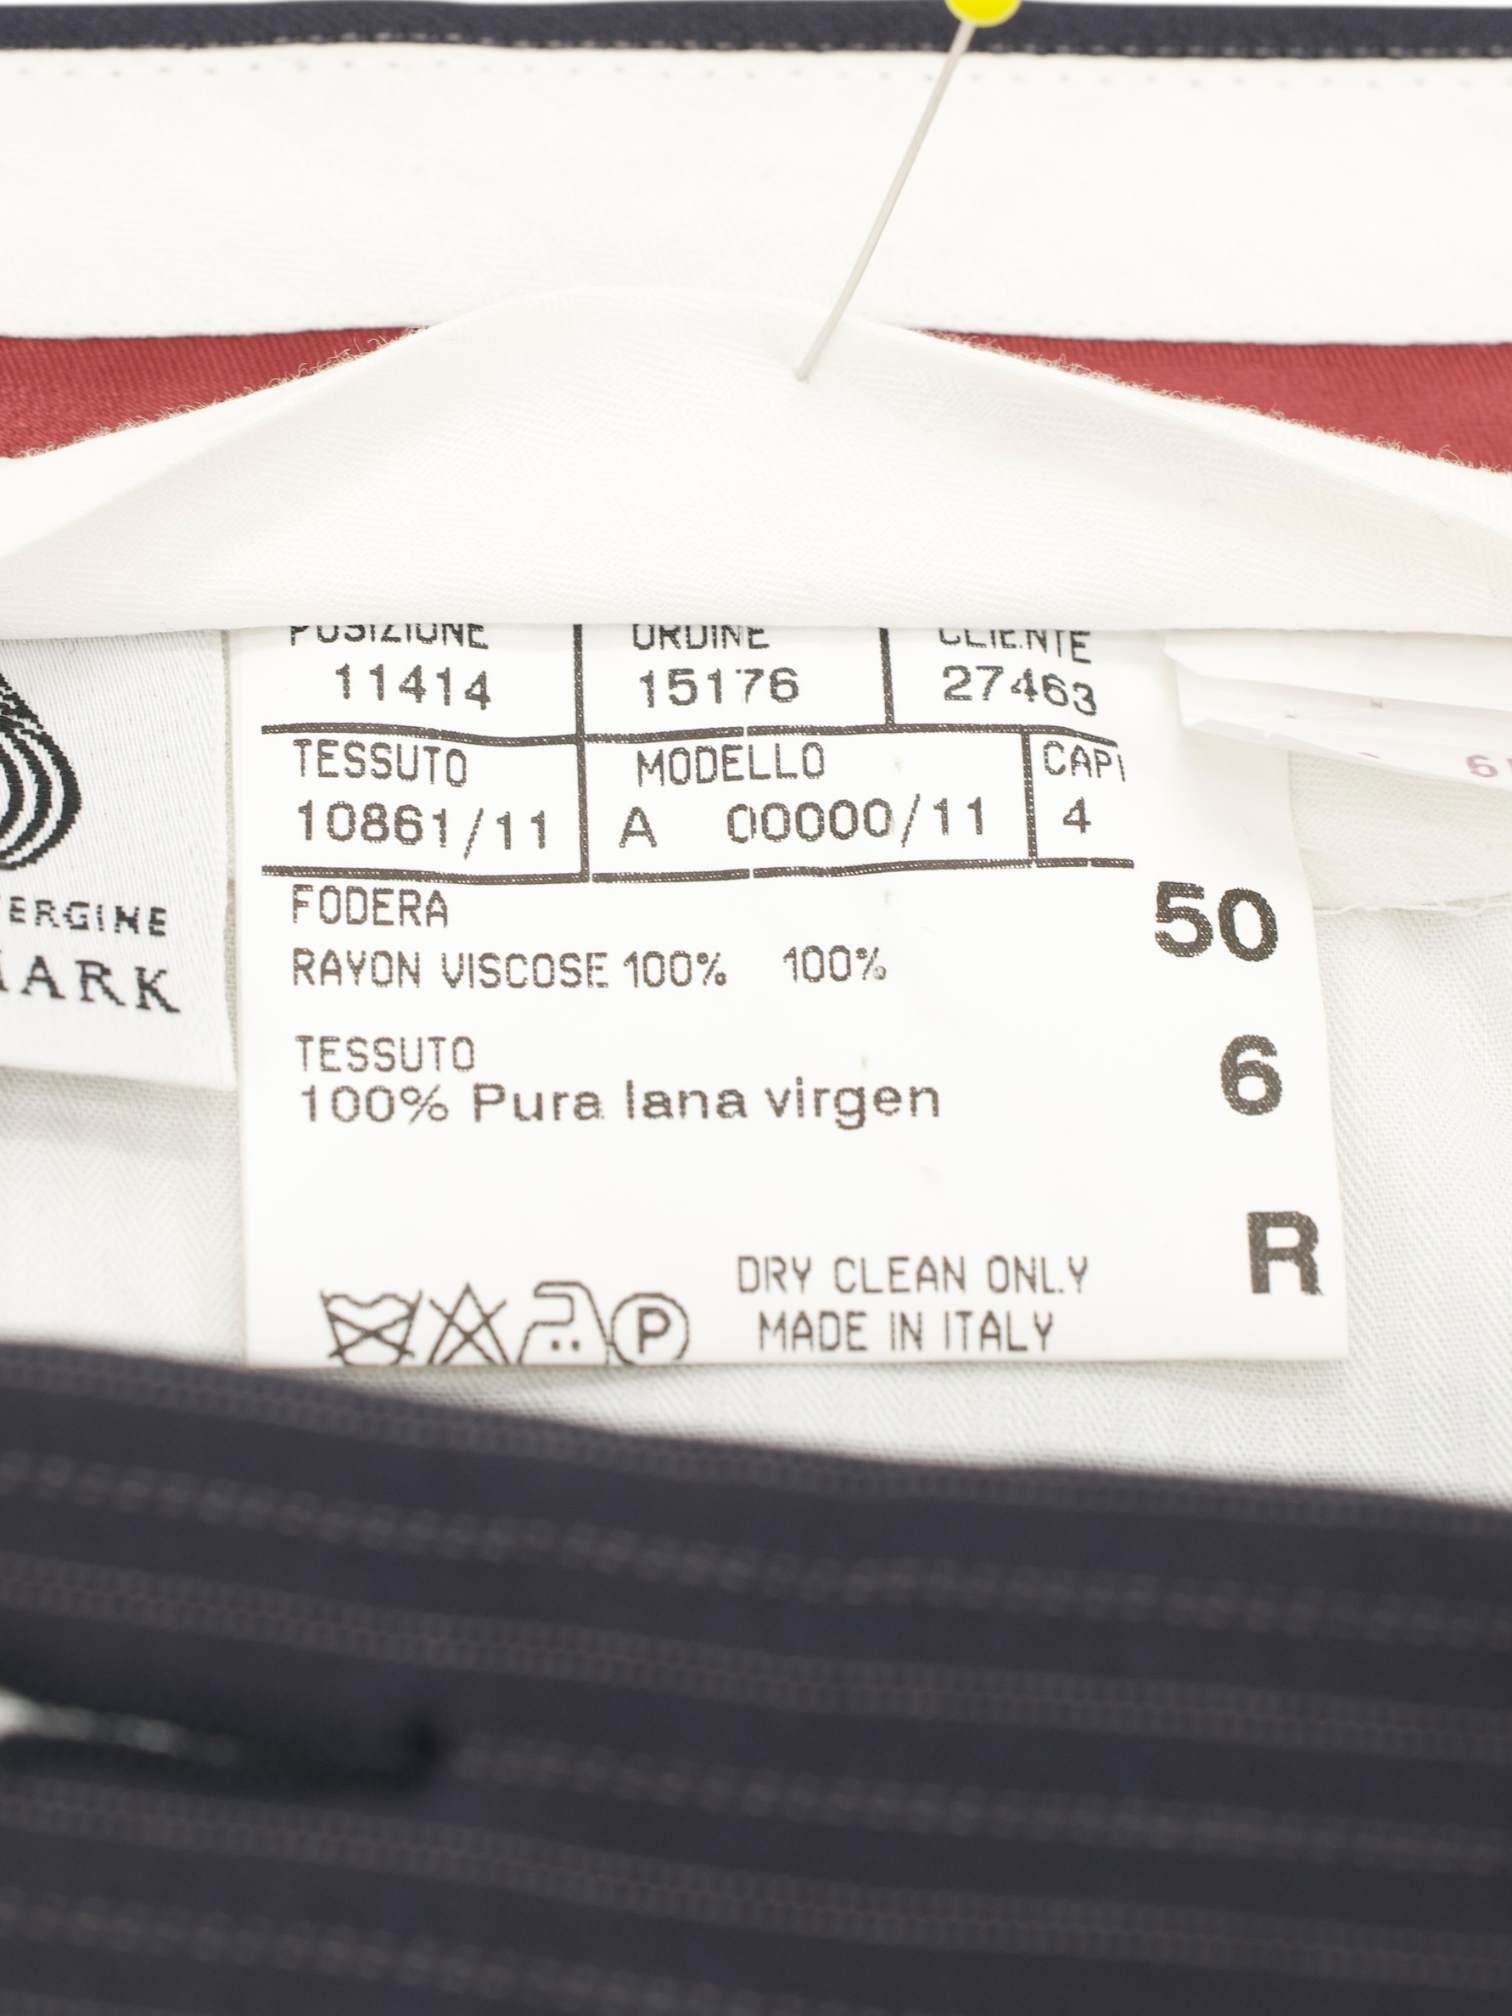 POSIZIONE ORDINE CLIENTE
11414 15176 27463
TESSUTO MODELLO CAPI
10861/11 A 00000/11 4
FODERA
RAYON VISCOSE 100% 100%
50
TESSUTO
100% Pura lana virgen
6
R
DRY CLEAN ONLY
MADE IN ITALY
P
ERGINE
ARK
6